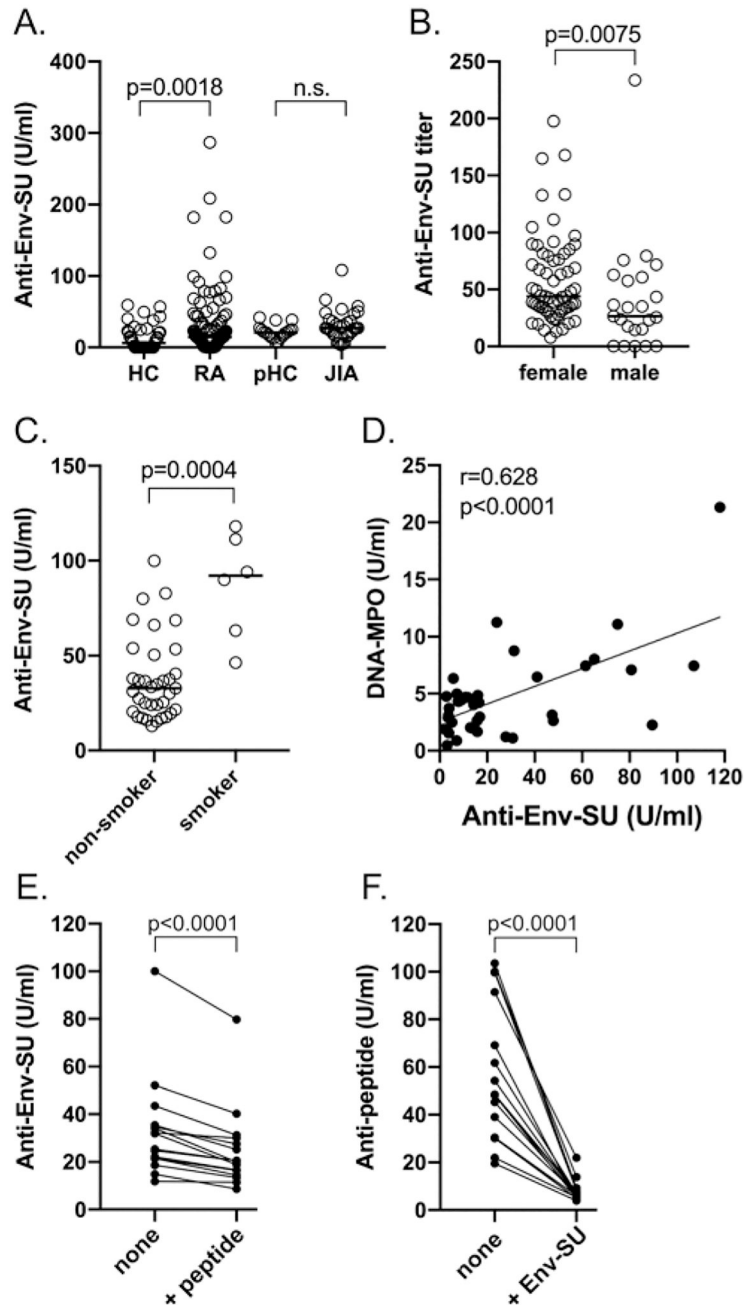 A.
Anti-Env-SU (U/ml)
400
300
200
100
0
p=0.0018
n.s.
HC RA pHC JIA
B.
Anti-Env-SU titer
250
200
150
100
50
0
p=0.0075
female male
C.
Anti-Env-SU (U/ml)
150
100
50
0
p=0.0004
non-smoker
smoker
D.
DNA-MPO (U/ml)
25
20
15
10
5
0
r=0.628
p<0.0001
0 20 40 60 80 100 120
Anti-Env-SU (U/ml)
E.
Anti-Env-SU (U/ml)
120
100
80
60
40
20
0
p<0.0001
none
+ peptide
F.
Anti-peptide (U/ml)
120
100
80
60
40
20
0
p<0.0001
none
+ Env-SU